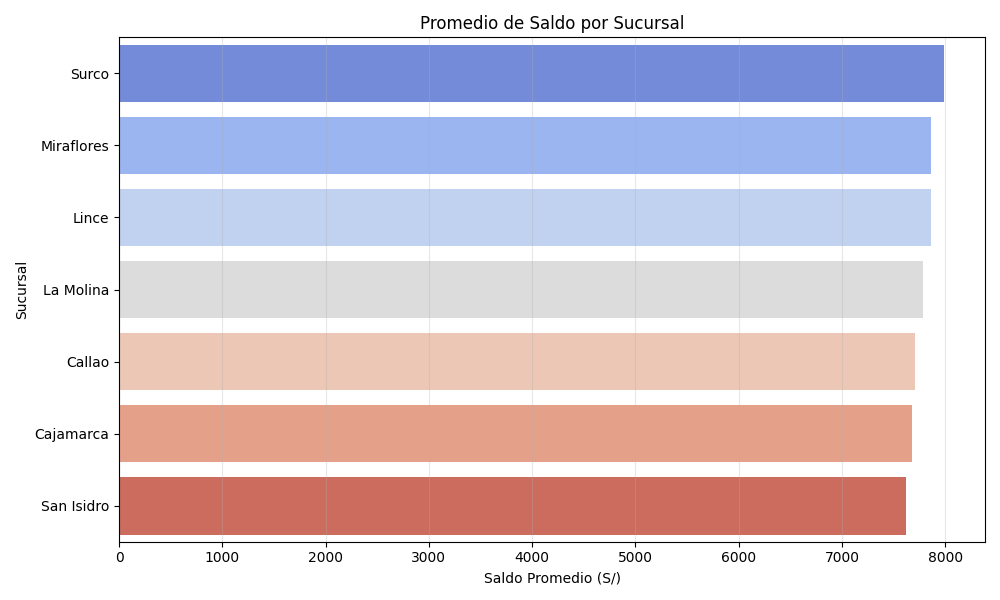 Promedio de Saldo por Sucursal
Sucursal
Surco
Miraflores
Lince
La Molina
Callao
Cajamarca
San Isidro
0 1000 2000 3000 4000 5000 6000 7000 8000
Saldo Promedio (S/)